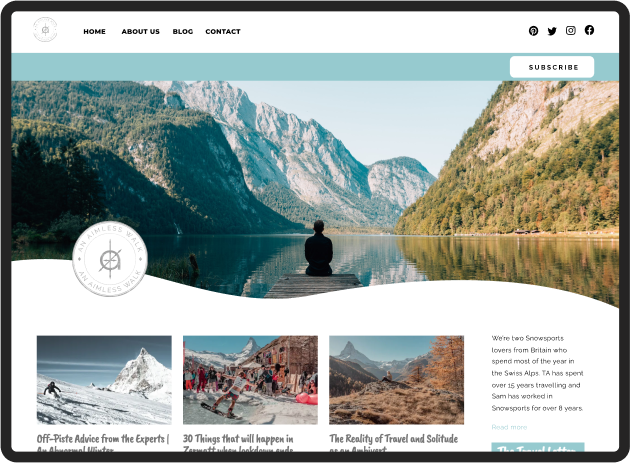 HOME ABOUT US BLOG CONTACT
SUBSCRIBE
AN AIMLESS WALK
AN AIMLESS WALK
We're two Snowsports
lovers from Britain who
spend most of the year in
the Swiss Alps. TA has spent
over 15 years travelling and
Sam has worked in
Snowsports for over 8 years.
Read more
The Travel Letter
Off-Piste Advice from the Experts |
An Abnormal Winter
30 Things that will happen in
Zermatt when lockdown ends
The Reality of Travel and Solitude
as an Ambivert